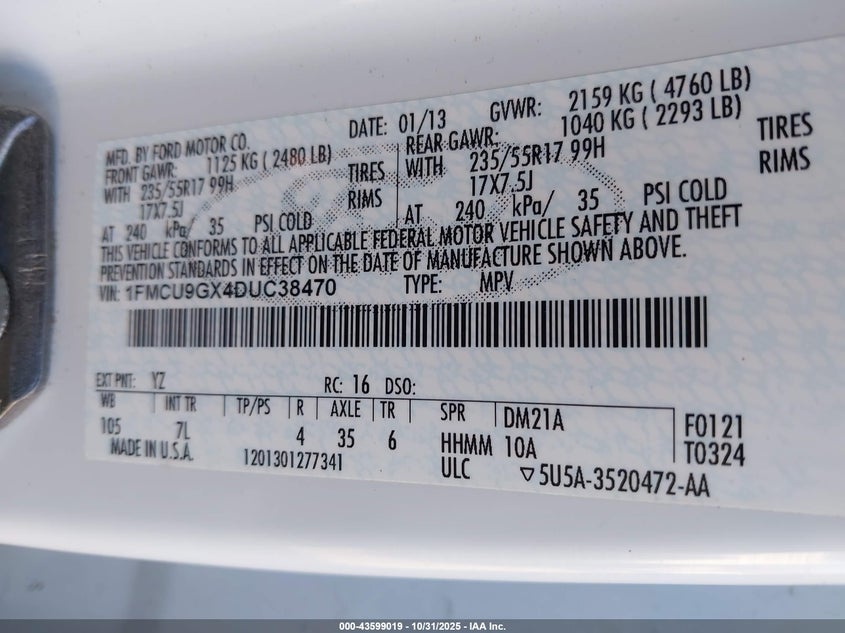 MFD. BY FORD MOTOR CO.
DATE: 01/13
GVWR: 2159 KG ( 4760 LB)
FRONT GAWR: 1125 KG ( 2480 LB)
REAR GAWR: 1040 KG ( 2293 LB)
WITH 235/55R17 99H TIRES
WITH 235/55R17 99H TIRES
17X7.5J RIMS
17X7.5J RIMS
AT 240 kPa/ 35 PSI COLD
AT 240 kPa/ 35 PSI COLD
THIS VEHICLE CONFORMS TO ALL APPLICABLE FEDERAL MOTOR VEHICLE SAFETY AND THEFT
PREVENTION STANDARDS IN EFFECT ON THE DATE OF MANUFACTURE SHOWN ABOVE.
VIN: 1FMCU9GX4DUC38470 TYPE: MPV
EXT PNT: YZ RC: 16 DSO:
WB INT TR TP/PS R AXLE TR SPR DM21A F0121
105 7L 4 35 6 HHMM 10A T0324
MADE IN U.S.A. 1201301277341 ULC ▽5U5A-3520472-AA
000-43599019 - 10/31/2025 - IAA Inc.